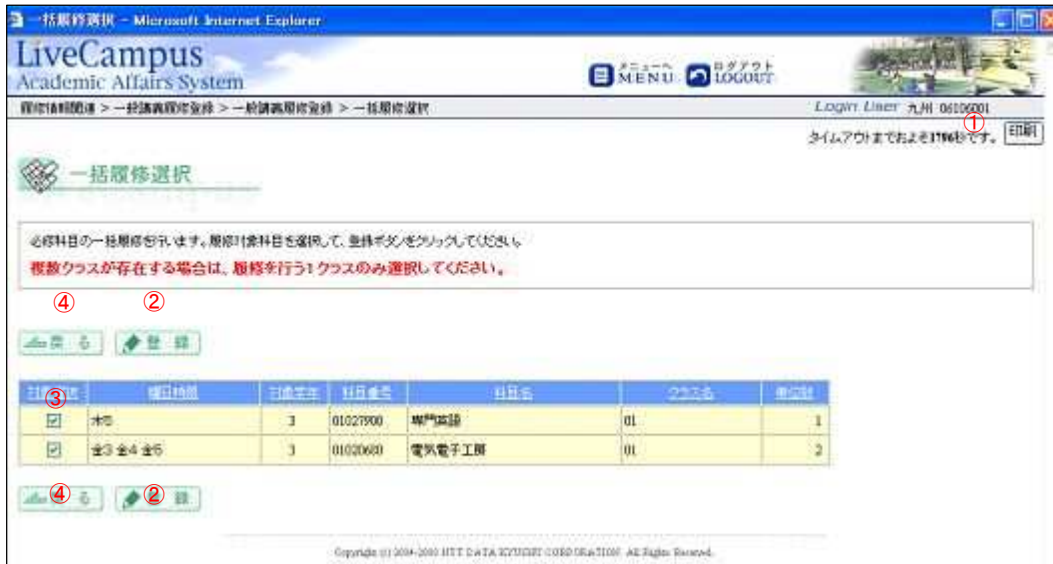 一括履修選択 - Microsoft Internet Explorer
LiveCampus
Academic Affairs System
メニューへ MENU ログアウト LOGOUT
履修情報関連 > 一般講義履修登録 > 一般講義履修登録 > 一括履修選択
Login User 九州 06106001
①
タイムアウトまでおよそ1706秒です。 印刷
一括履修選択
必修科目の一括履修を行います。履修対象科目を選択して、登録ボタンをクリックしてください。
複数クラスが存在する場合は、履修を行う1クラスのみ選択してください。
④ ②
戻る 登録
③ 曜日時限 対象学年 科目番号 科目名 クラス名 単位数
木5 3 01027900 専門英語 01 1
金3 金4 金5 3 電気電子工房 01 2
④ る ② 録
Copyright (c) NTT DATA KYUSHU CORPORATION. All Rights Reserved.